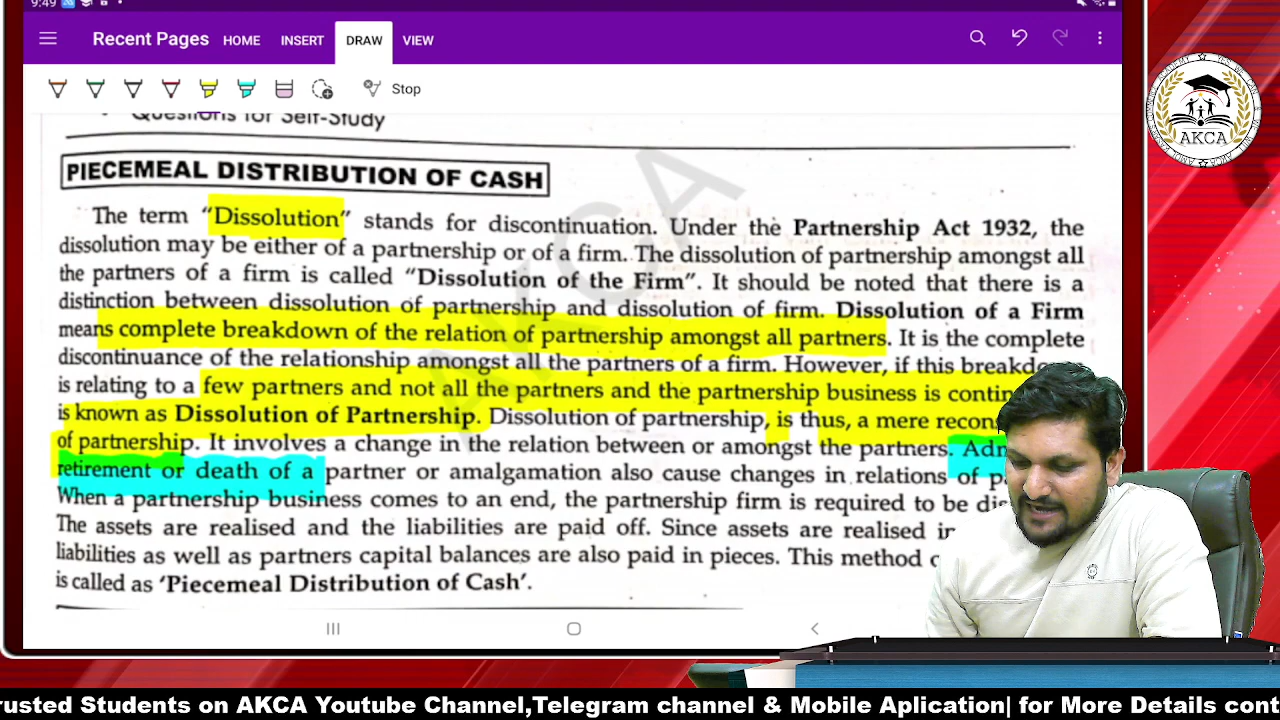 9:49
Recent Pages HOME INSERT DRAW VIEW
Stop
Questions for Self-Study
PIECEMEAL DISTRIBUTION OF CASH
The term "Dissolution" stands for discontinuation. Under the Partnership Act 1932, the
dissolution may be either of a partnership or of a firm. The dissolution of partnership amongst all
the partners of a firm is called "Dissolution of the Firm". It should be noted that there is a
distinction between dissolution of partnership and dissolution of firm. Dissolution of a Firm
means complete breakdown of the relation of partnership amongst all partners. It is the complete
discontinuance of the relationship amongst all the partners of a firm. However, if this breakd
is relating to a few partners and not all the partners and the partnership business is contin
is known as Dissolution of Partnership. Dissolution of partnership, is thus, a mere recons
of partnership. It involves a change in the relation between or amongst the partners. Adm
retirement or death of a partner or amalgamation also cause changes in relations of p
When a partnership business comes to an end, the partnership firm is required to be dis
The assets are realised and the liabilities are paid off. Since assets are realised in
liabilities as well as partners capital balances are also paid in pieces. This method o
is called as 'Piecemeal Distribution of Cash'.
AKCA
AKCA
rusted Students on AKCA Youtube Channel,Telegram channel & Mobile Aplication| for More Details cont